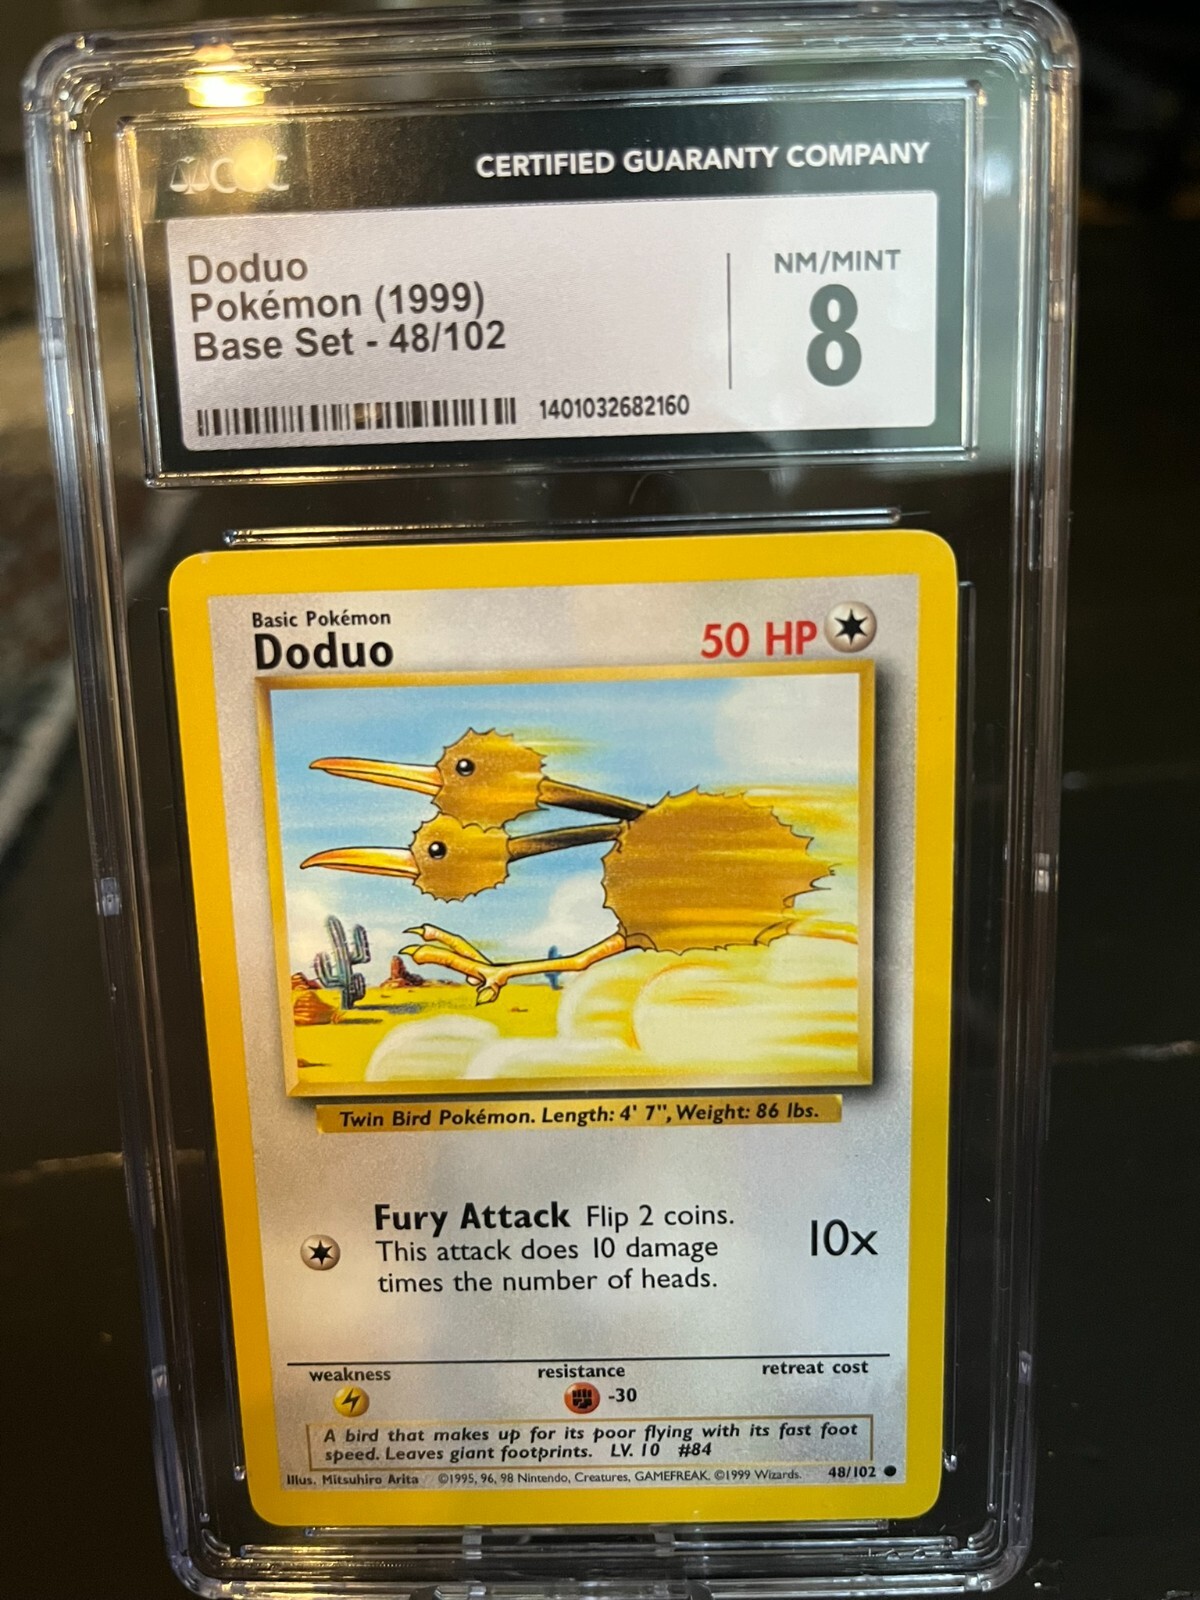 CGC
CERTIFIED GUARANTY COMPANY
Doduo
Pokémon (1999)
Base Set - 48/102
NM/MINT
8
1401032682160
Basic Pokémon
Doduo
50 HP
Twin Bird Pokémon. Length: 4' 7", Weight: 86 lbs.
Fury Attack Flip 2 coins.
This attack does 10 damage
times the number of heads.
10x
weakness resistance retreat cost
-30
A bird that makes up for its poor flying with its fast foot
speed. Leaves giant footprints. LV. 10 #84
Illus. Mitsuhiro Arita ©1995, 96, 98 Nintendo, Creatures, GAMEFREAK. ©1999 Wizards. 48/102